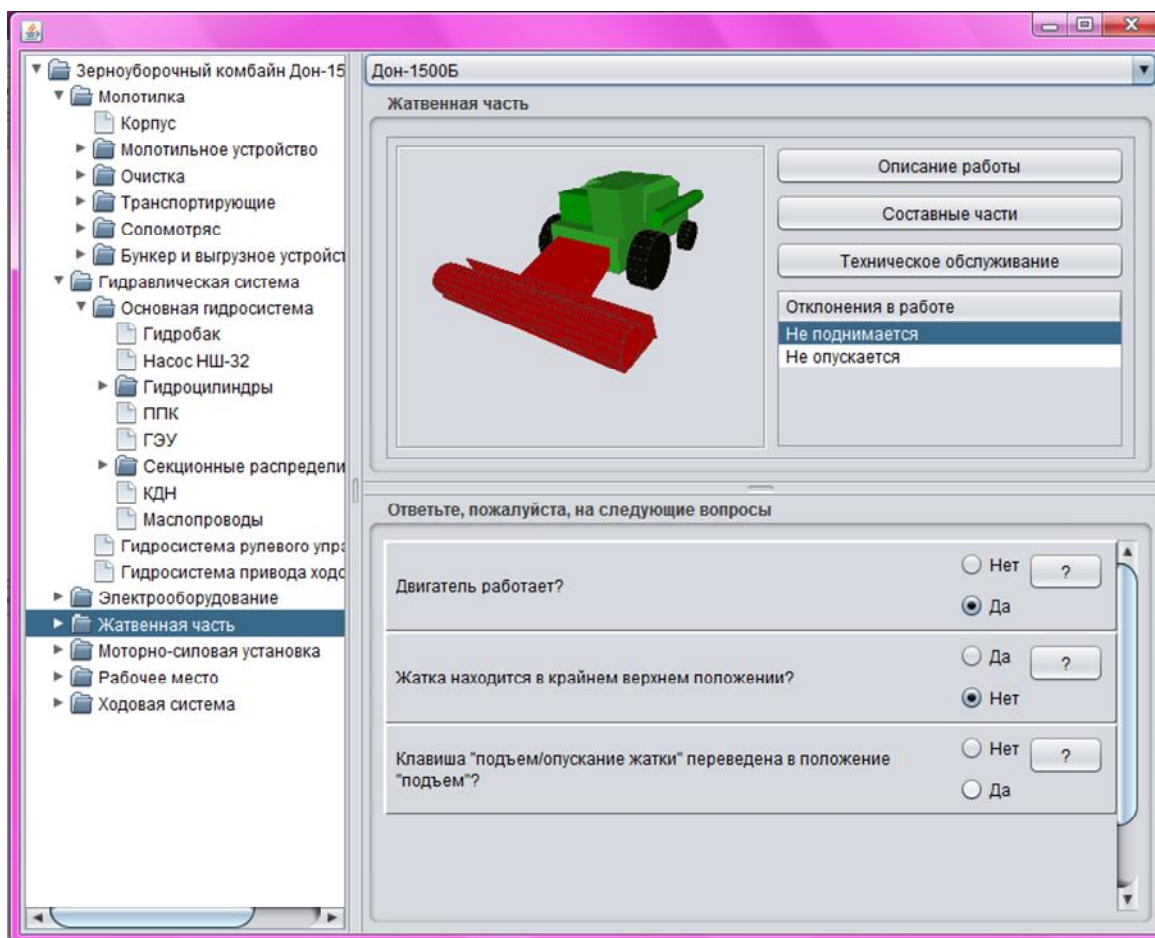 Зерноуборочный комбайн Дон-15
Молотилка
Корпус
Молотильное устройство
Очистка
Транспортирующие
Соломотряс
Бункер и выгрузное устройст
Гидравлическая система
Основная гидросистема
Гидробак
Насос НШ-32
Гидроцилиндры
ППК
ГЭУ
Секционные распредели
КДН
Маслопроводы
Гидросистема рулевого упра
Гидросистема привода ходо
Электрооборудование
Жатвенная часть
Моторно-силовая установка
Рабочее место
Ходовая система
Дон-1500Б
Жатвенная часть
Описание работы
Составные части
Техническое обслуживание
Отклонения в работе
Не поднимается
Не опускается
Ответьте, пожалуйста, на следующие вопросы
Двигатель работает?
Нет
?
Да
Жатка находится в крайнем верхнем положении?
Да
?
Нет
Клавиша "подъем/опускание жатки" переведена в положение
"подъем"?
Нет
?
Да